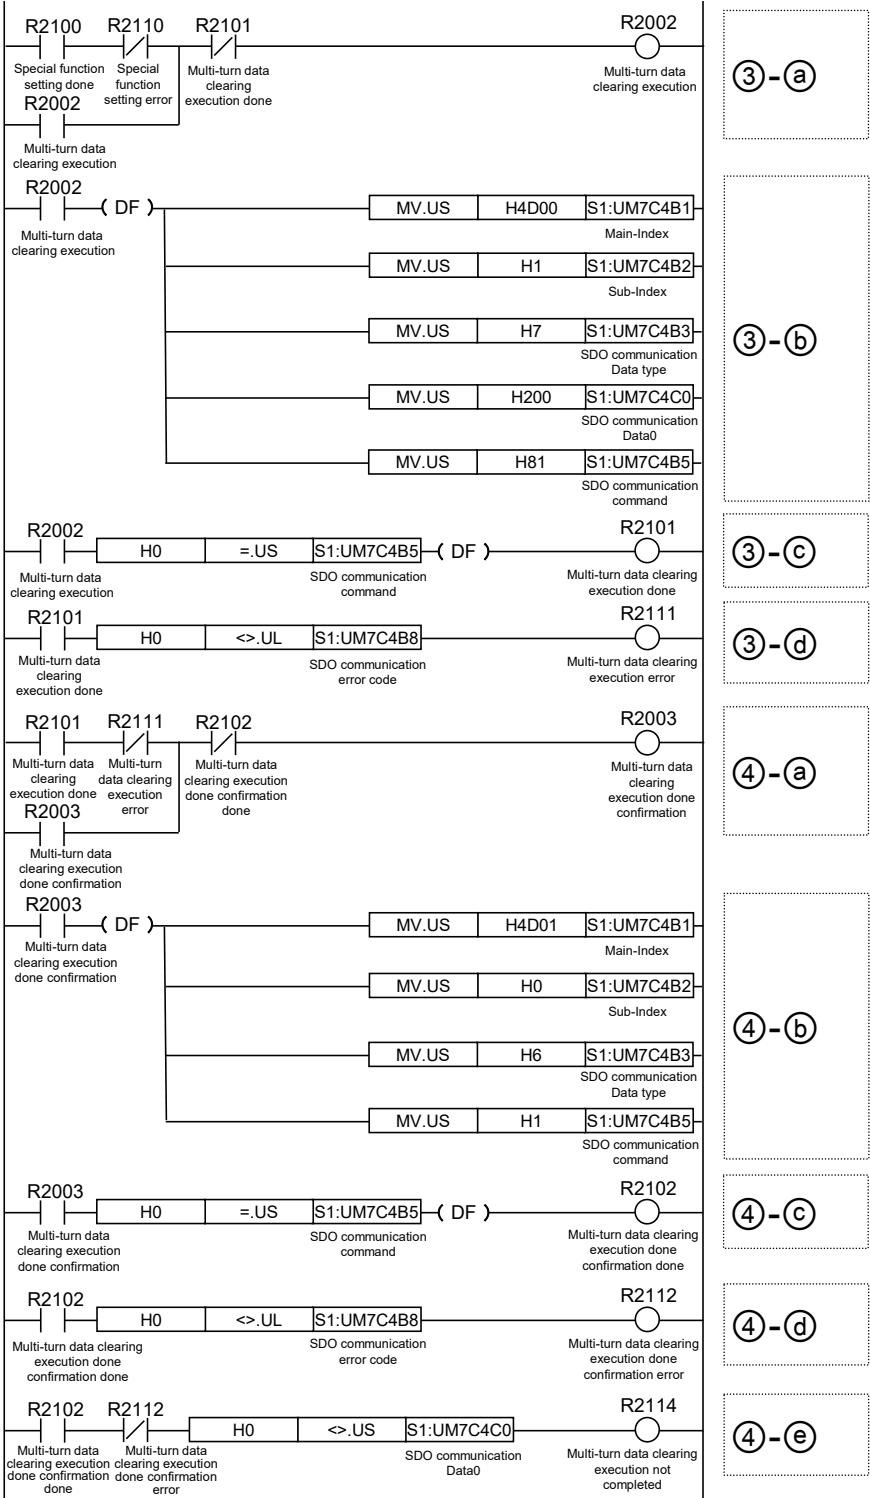 R2100 R2110 R2101 R2002
Special function setting done
Special function setting error
Multi-turn data clearing execution done
Multi-turn data clearing execution
③-ⓐ
R2002
Multi-turn data clearing execution
R2002
( DF )
Multi-turn data clearing execution
MV.US H4D00 S1:UM7C4B1
Main-Index
MV.US H1 S1:UM7C4B2
Sub-Index
MV.US H7 S1:UM7C4B3
SDO communication Data type
③-ⓑ
MV.US H200 S1:UM7C4C0
SDO communication Data0
MV.US H81 S1:UM7C4B5
SDO communication command
R2002 R2101
H0 =.US S1:UM7C4B5 ( DF )
Multi-turn data clearing execution
SDO communication command
Multi-turn data clearing execution done
③-ⓒ
R2101 R2111
H0 <>.UL S1:UM7C4B8
Multi-turn data clearing execution done
SDO communication error code
Multi-turn data clearing execution error
③-ⓓ
R2101 R2111 R2102 R2003
Multi-turn data clearing execution done
Multi-turn data clearing execution error
Multi-turn data clearing execution done confirmation done
Multi-turn data clearing execution done confirmation
④-ⓐ
R2003
Multi-turn data clearing execution done confirmation
R2003
( DF )
Multi-turn data clearing execution done confirmation
MV.US H4D01 S1:UM7C4B1
Main-Index
MV.US H0 S1:UM7C4B2
Sub-Index
④-ⓑ
MV.US H6 S1:UM7C4B3
SDO communication Data type
MV.US H1 S1:UM7C4B5
SDO communication command
R2003 R2102
H0 =.US S1:UM7C4B5 ( DF )
Multi-turn data clearing execution done confirmation
SDO communication command
Multi-turn data clearing execution done confirmation done
④-ⓒ
R2102 R2112
H0 <>.UL S1:UM7C4B8
Multi-turn data clearing execution done confirmation done
SDO communication error code
Multi-turn data clearing execution done confirmation error
④-ⓓ
R2102 R2112 R2114
H0 <>.US S1:UM7C4C0
Multi-turn data clearing execution done confirmation done
Multi-turn data clearing execution done confirmation error
SDO communication Data0
Multi-turn data clearing execution not completed
④-ⓔ